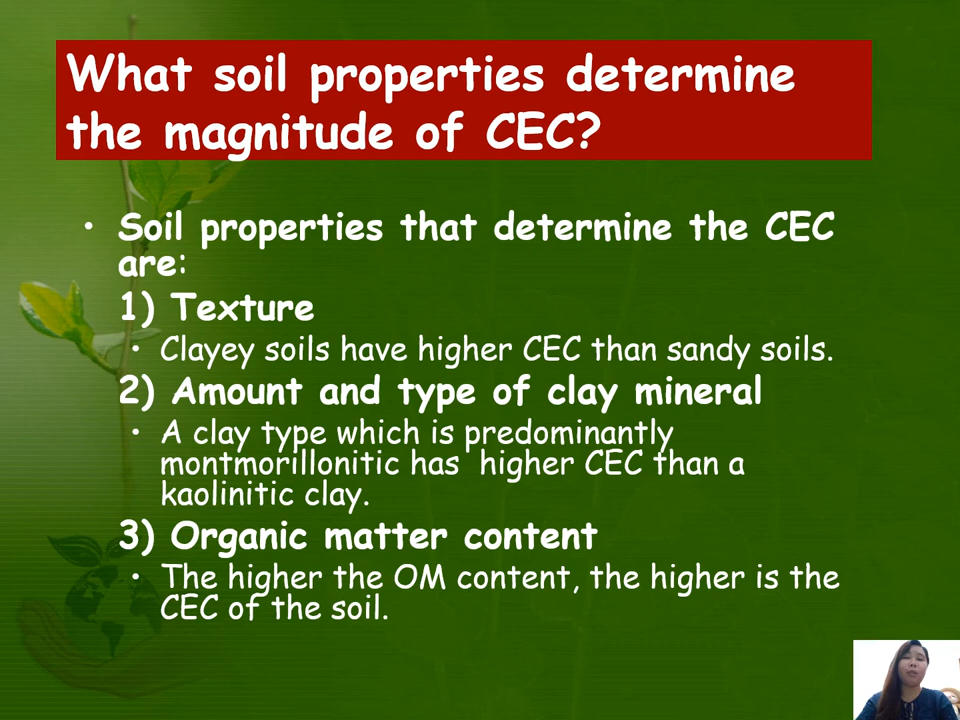 What soil properties determine
the magnitude of CEC?
• Soil properties that determine the CEC
are:
1) Texture
• Clayey soils have higher CEC than sandy soils.
2) Amount and type of clay mineral
• A clay type which is predominantly
montmorillonitic has  higher CEC than a
kaolinitic clay.
3) Organic matter content
• The higher the OM content, the higher is the
CEC of the soil.